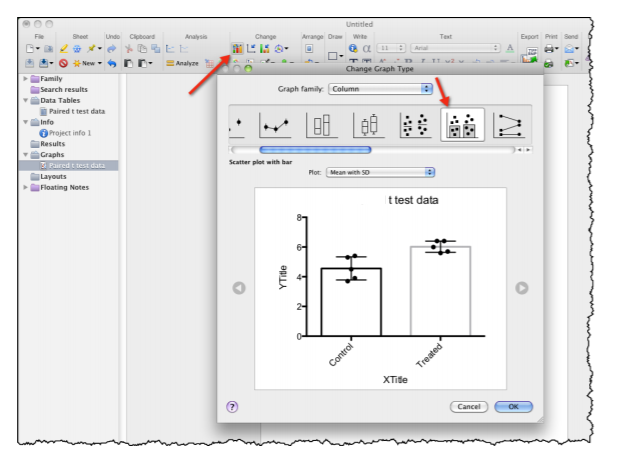 Untitled
File Sheet Undo Clipboard Analysis Change Arrange Draw Write Text Export Print Send
α 11 Arial A
New Analyze
Change Graph Type
Family
Search results
Data Tables
Paired t test data
Info
Project info 1
Results
Graphs
Paired t test data
Layouts
Floating Notes
Graph family: Column
Scatter plot with bar
Plot: Mean with SD
t test data
8
6
4
2
0
YTitle
Control
Treated
XTitle
?
Cancel OK